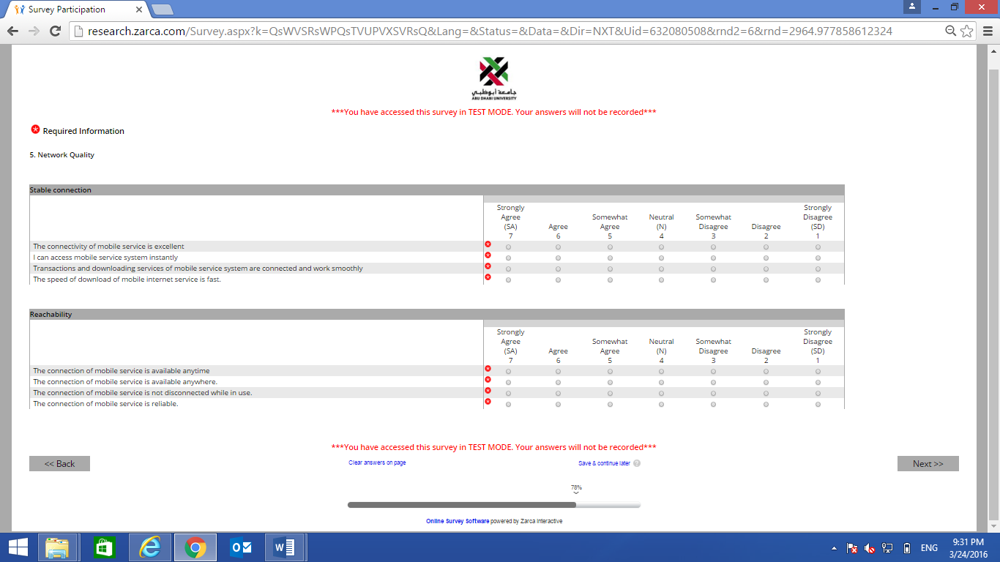 Survey Participation
research.zarca.com/Survey.aspx?k=QsWVSRsWPQsTVUPVXSVRsQ&Lang=&Status=&Data=&Dir=NXT&Uid=632080508&rnd2=6&rnd=2964.977858612324
جامعة أبوظبي
ABU DHABI UNIVERSITY
***You have accessed this survey in TEST MODE. Your answers will not be recorded***
Required Information
5. Network Quality
Stable connection
Strongly Agree (SA) 7
Agree 6
Somewhat Agree 5
Neutral (N) 4
Somewhat Disagree 3
Disagree 2
Strongly Disagree (SD) 1
The connectivity of mobile service is excellent
I can access mobile service system instantly
Transactions and downloading services of mobile service system are connected and work smoothly
The speed of download of mobile internet service is fast.
Reachability
Strongly Agree (SA) 7
Agree 6
Somewhat Agree 5
Neutral (N) 4
Somewhat Disagree 3
Disagree 2
Strongly Disagree (SD) 1
The connection of mobile service is available anytime
The connection of mobile service is available anywhere.
The connection of mobile service is not disconnected while in use.
The connection of mobile service is reliable.
***You have accessed this survey in TEST MODE. Your answers will not be recorded***
<< Back
Clear answers on page
Save & continue later ?
Next >>
78%
Online Survey Software powered by Zarca Interactive
ENG
9:31 PM
3/24/2016